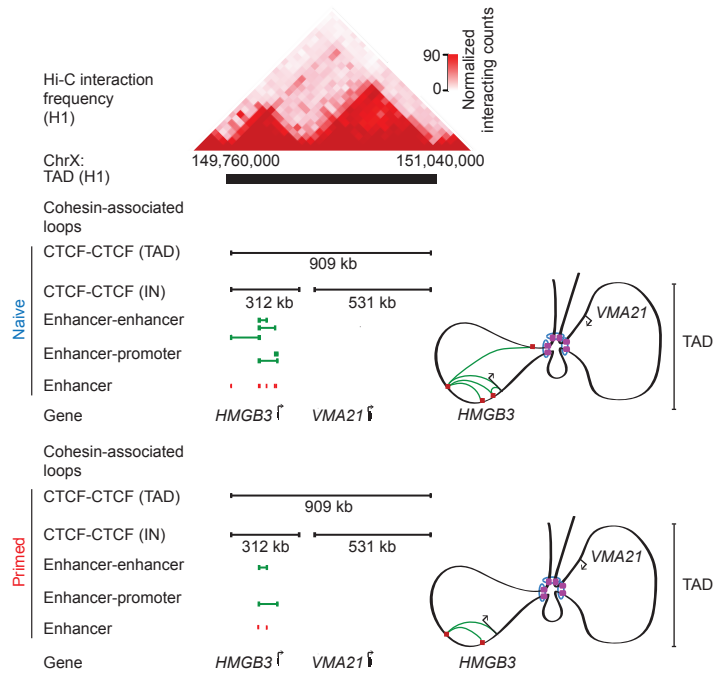 Hi-C interaction
frequency
(H1)
90
0
Normalized
interacting counts
ChrX:
149,760,000
151,040,000
TAD (H1)
Cohesin-associated
loops
Naive
CTCF-CTCF (TAD)
909 kb
CTCF-CTCF (IN)
312 kb
531 kb
Enhancer-enhancer
Enhancer-promoter
Enhancer
Gene
HMGB3
VMA21
VMA21
HMGB3
TAD
Cohesin-associated
loops
Primed
CTCF-CTCF (TAD)
909 kb
CTCF-CTCF (IN)
312 kb
531 kb
Enhancer-enhancer
Enhancer-promoter
Enhancer
Gene
HMGB3
VMA21
VMA21
HMGB3
TAD